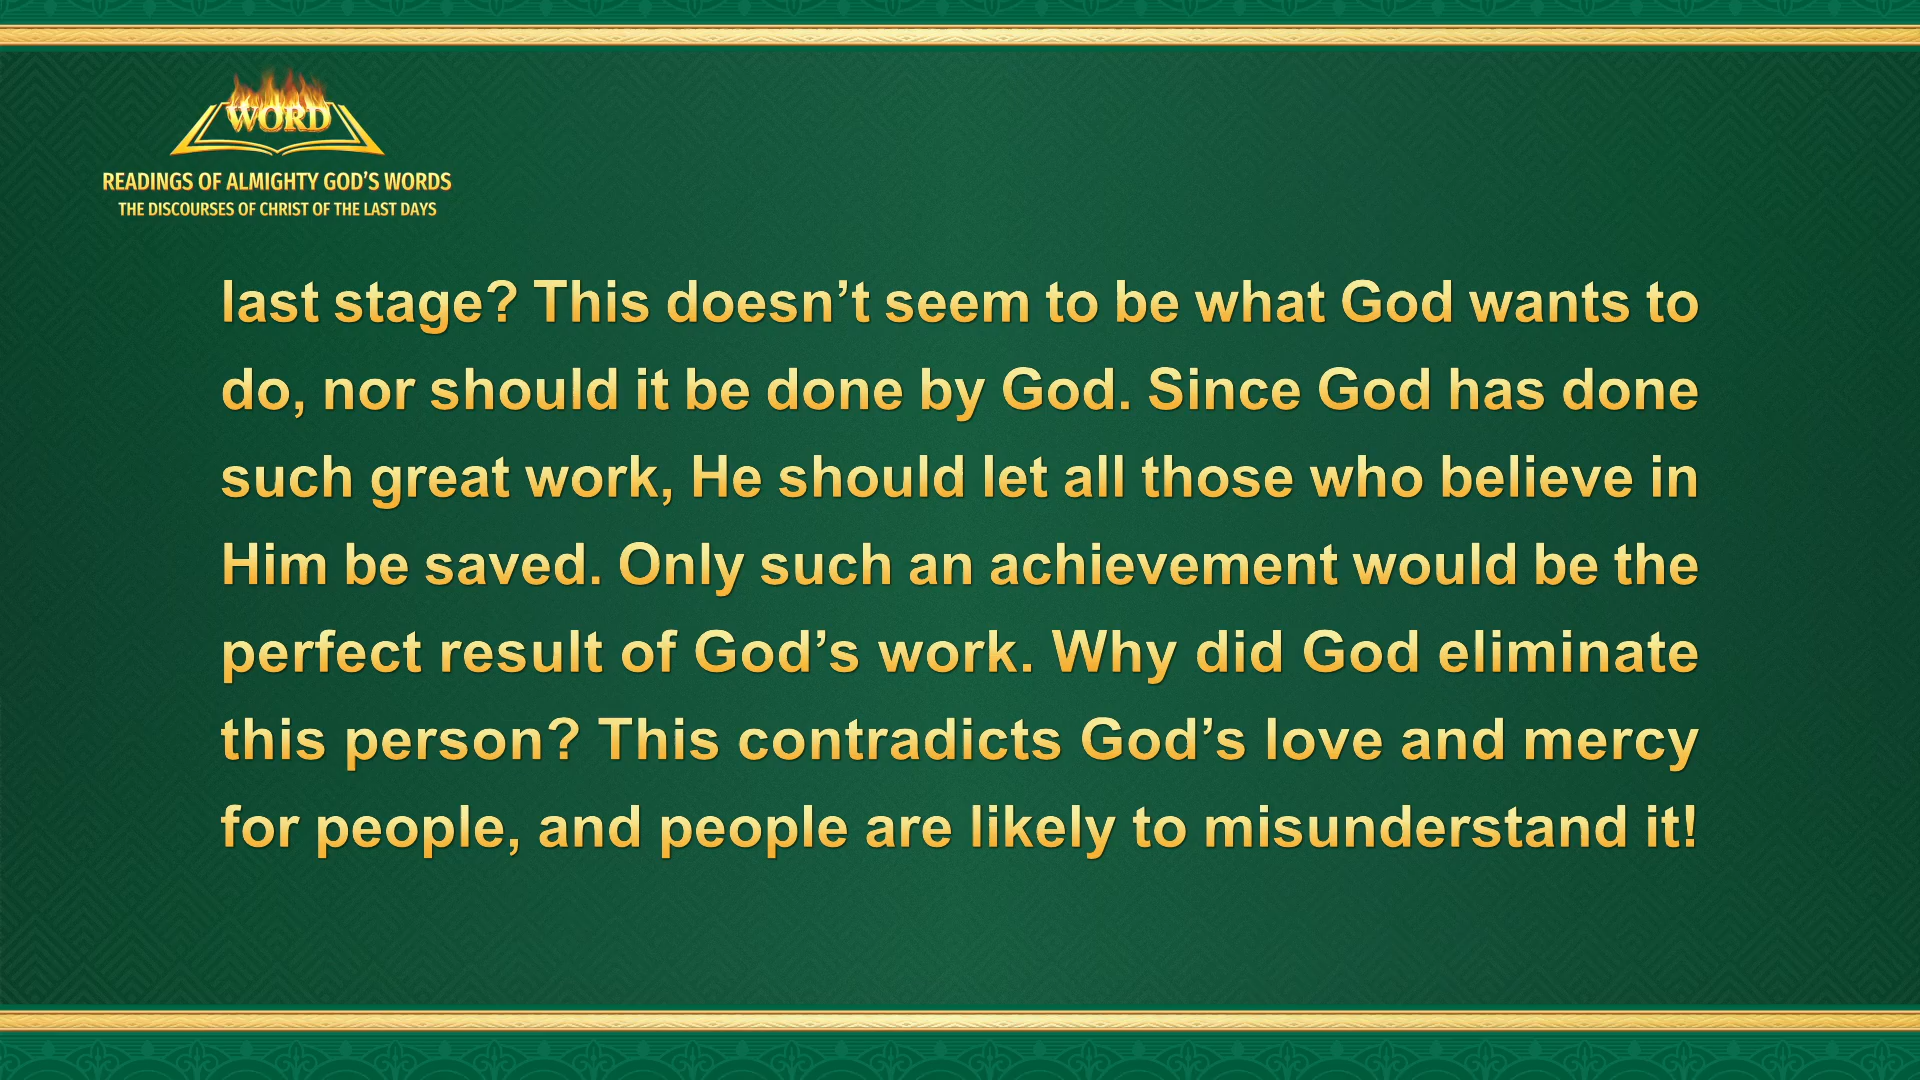 WORD
READINGS OF ALMIGHTY GOD’S WORDS
THE DISCOURSES OF CHRIST OF THE LAST DAYS
last stage? This doesn’t seem to be what God wants to
do, nor should it be done by God. Since God has done
such great work, He should let all those who believe in
Him be saved. Only such an achievement would be the
perfect result of God’s work. Why did God eliminate
this person? This contradicts God’s love and mercy
for people, and people are likely to misunderstand it!